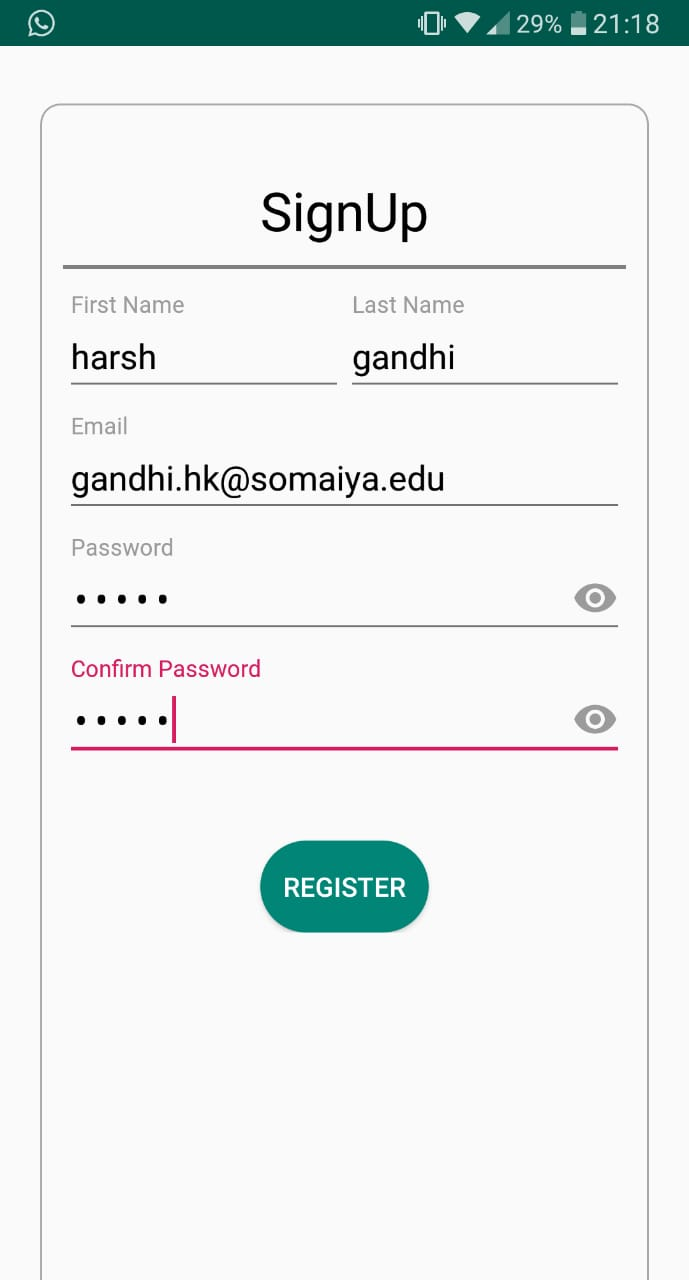 29% 21:18
SignUp
First Name Last Name
harsh gandhi
Email
gandhi.hk@somaiya.edu
Password
•••••
Confirm Password
•••••
REGISTER